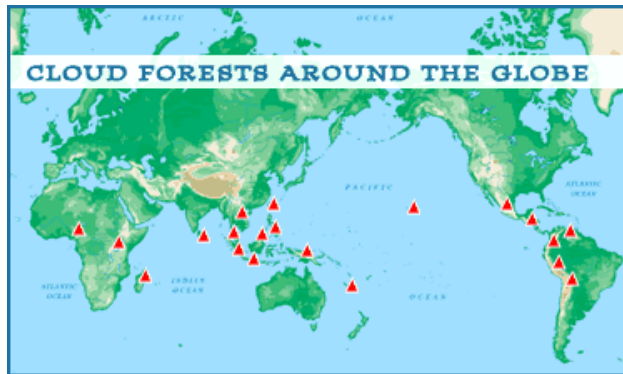 ARCTIC
OCEAN
CLOUD FORESTS AROUND THE GLOBE
PACIFIC
ATLANTIC
OCEAN
ATLANTIC
OCEAN
INDIAN
OCEAN
OCEAN